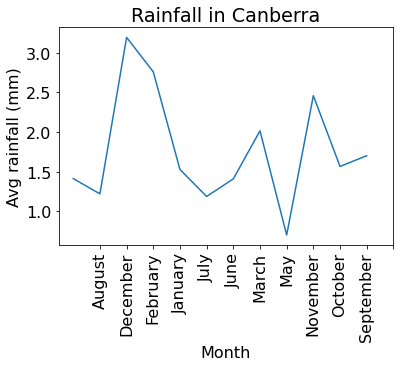 Rainfall in Canberra
Avg rainfall (mm)
3.0
2.5
2.0
1.5
1.0
August
December
February
January
July
June
March
May
November
October
September
Month